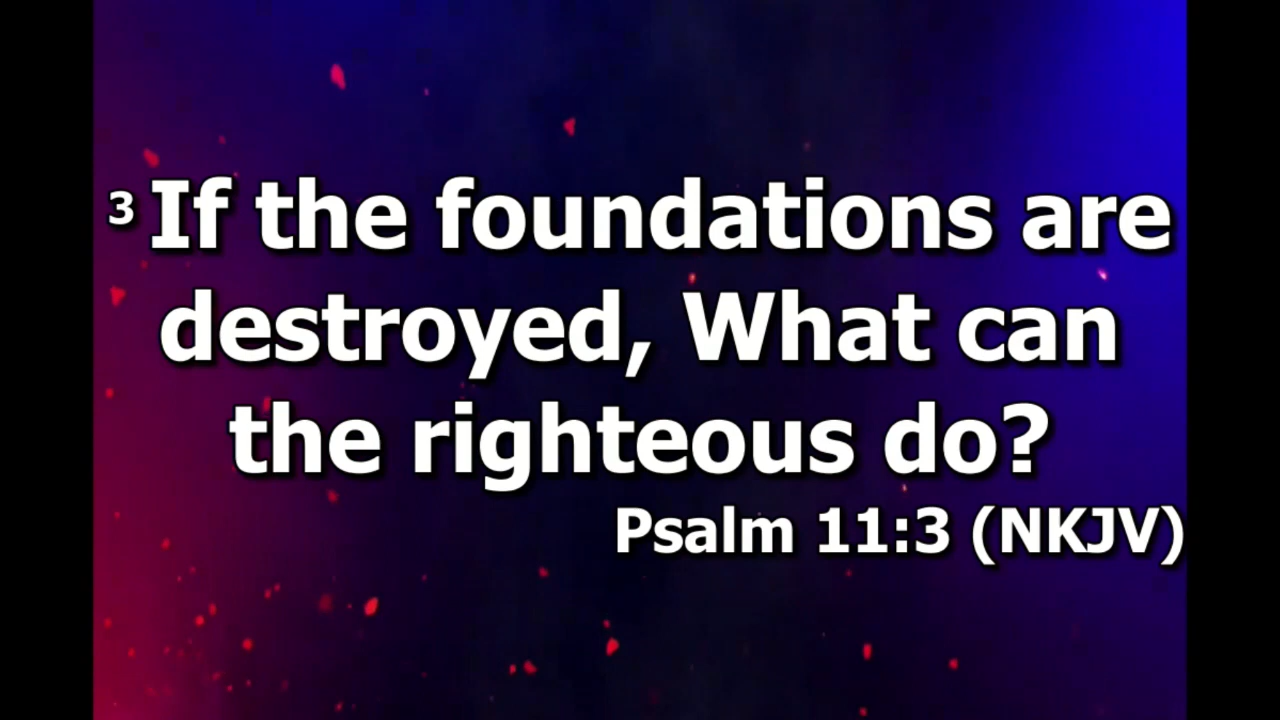 3 If the foundations are
destroyed, What can
the righteous do?
Psalm 11:3 (NKJV)